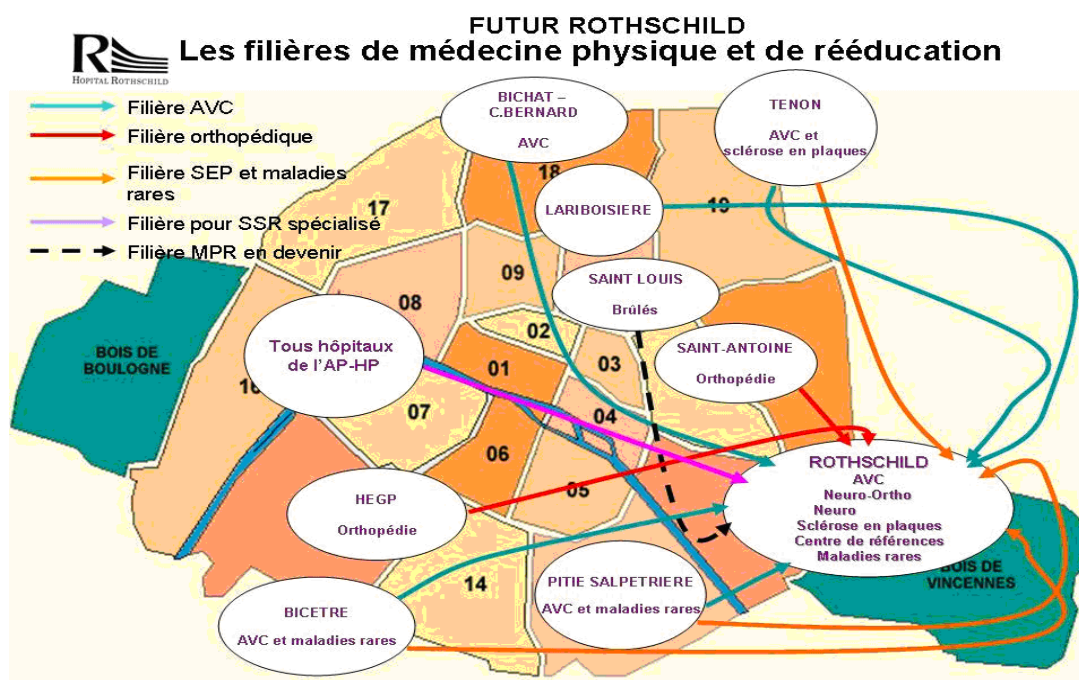 FUTUR ROTHSCHILD
Les filières de médecine physique et de rééducation
R
HOPITAL ROTHSCHILD
Filière AVC
Filière orthopédique
Filière SEP et maladies
rares
Filière pour SSR spécialisé
Filière MPR en devenir
BICHAT –
C.BERNARD
AVC
TENON
AVC et
sclérose en plaques
18
17
LARIBOISIERE
19
09
SAINT LOUIS
Brûlés
08
02
BOIS DE
BOULOGNE
Tous hôpitaux
de l'AP-HP
16
01
03
SAINT-ANTOINE
Orthopédie
07
04
06
05
ROTHSCHILD
AVC
Neuro-Ortho
Neuro
Sclérose en plaques
Centre de références
Maladies rares
HEGP
Orthopédie
BOIS DE
VINCENNES
14
PITIE SALPETRIERE
AVC et maladies rares
BICETRE
AVC et maladies rares